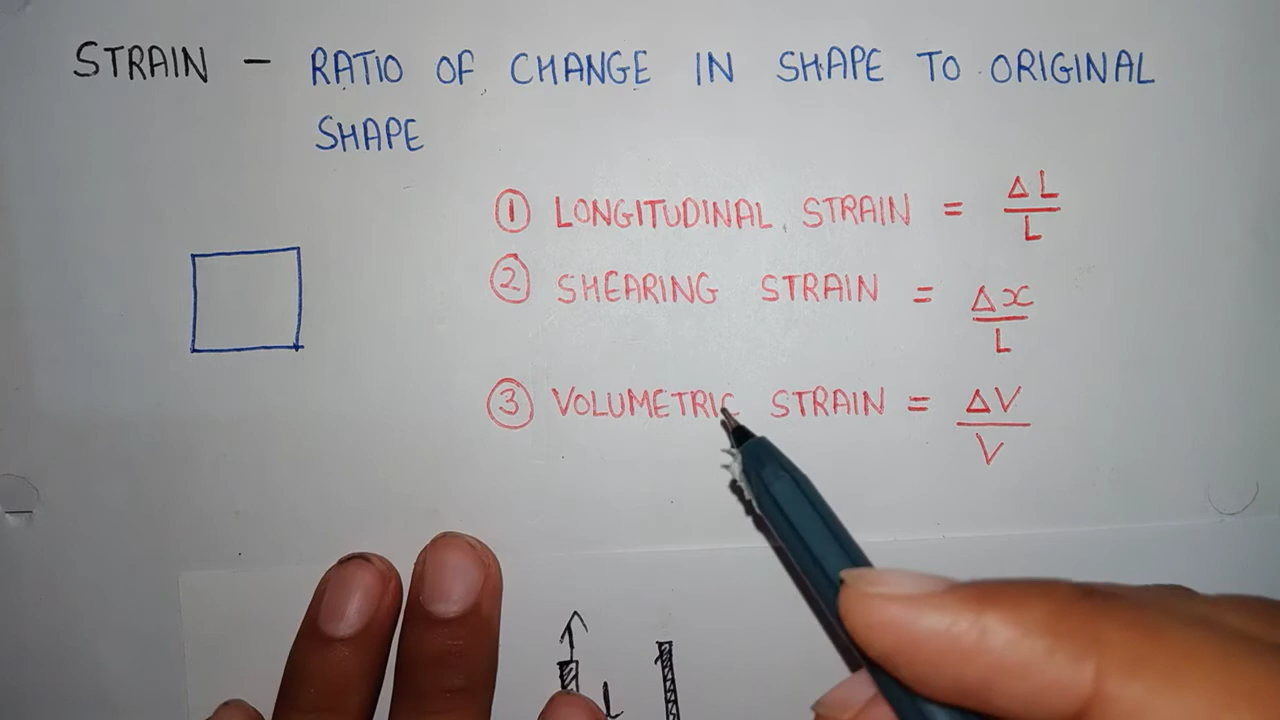 STRAIN - RATIO OF CHANGE IN SHAPE TO ORIGINAL
SHAPE
① LONGITUDINAL STRAIN = ΔL/L
② SHEARING STRAIN = Δx/L
③ VOLUMETRIC STRAIN = ΔV/V